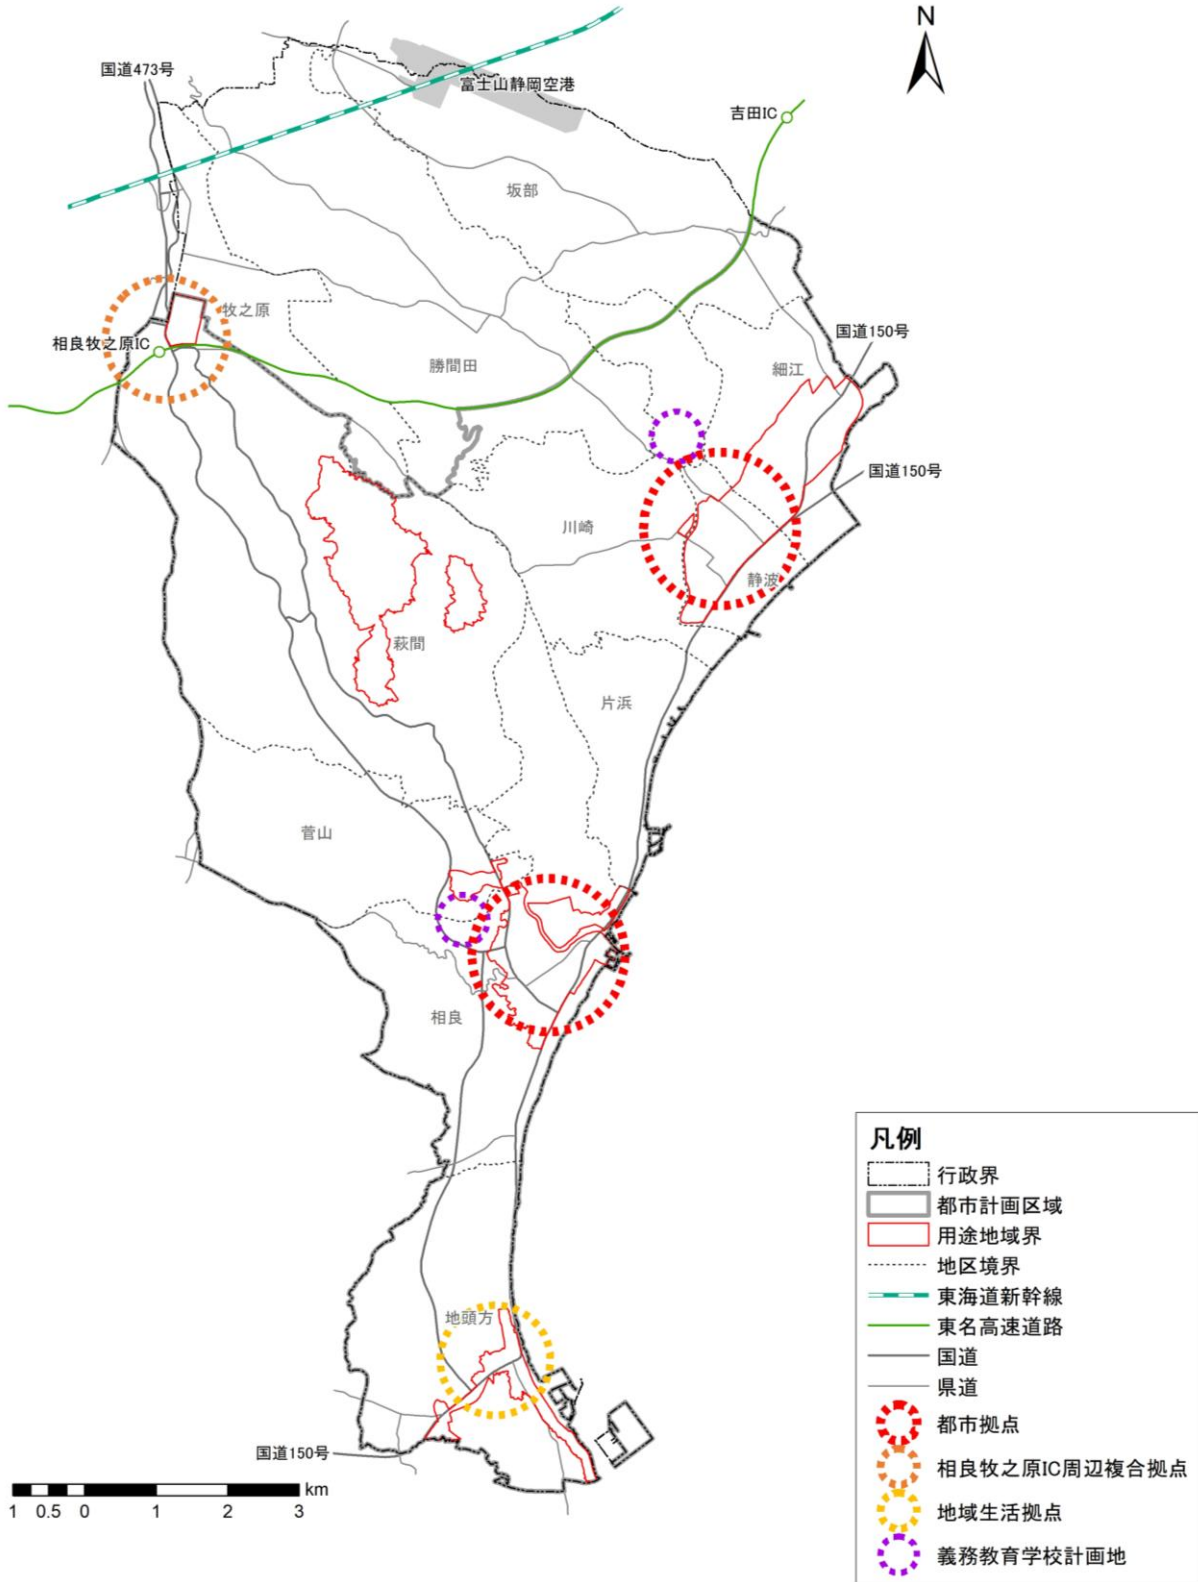 N
国道473号
富士山静岡空港
吉田IC
坂部
牧之原
国道150号
相良牧之原IC
勝間田
細江
国道150号
川崎
静波
萩間
片浜
菅山
相良
地頭方
国道150号
km
1 0.5 0 1 2 3
凡例
行政界
都市計画区域
用途地域界
地区境界
東海道新幹線
東名高速道路
国道
県道
都市拠点
相良牧之原IC周辺複合拠点
地域生活拠点
義務教育学校計画地